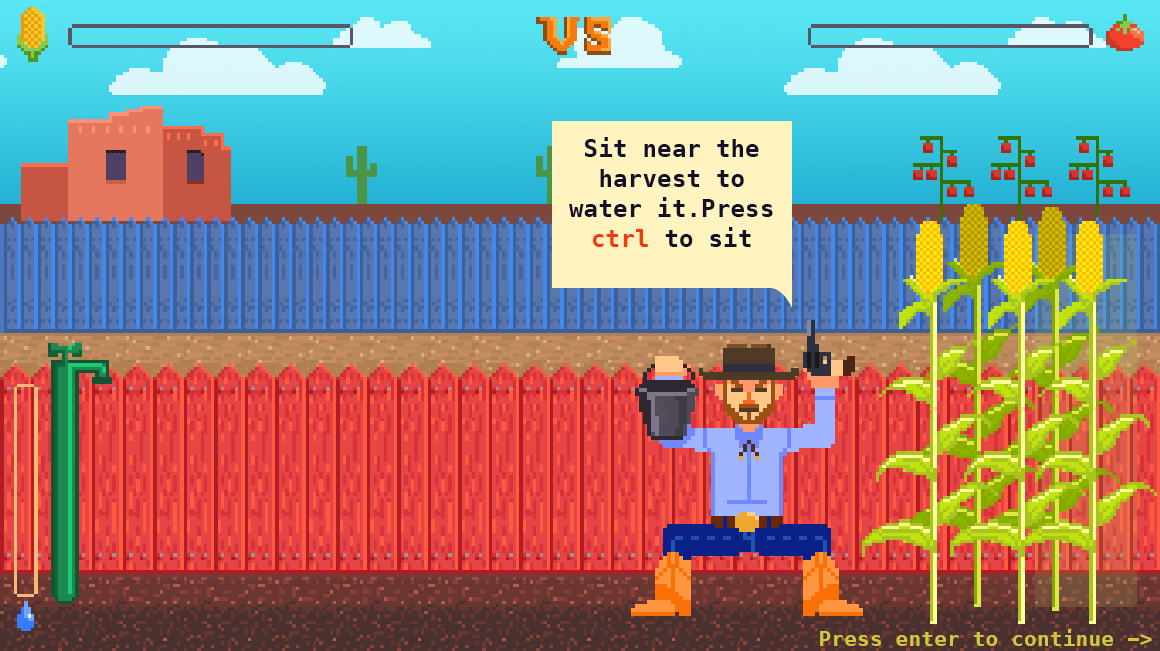 VS
Sit near the
harvest to
water it.Press
ctrl to sit
Press enter to continue —>